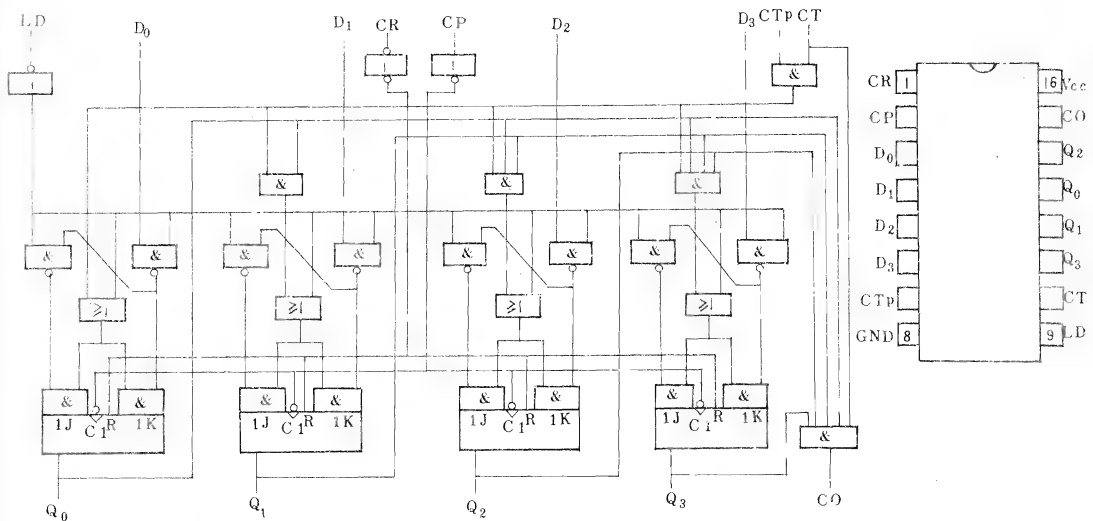 LD D₀ D₁ CR CP D₂ D₃ CTp CT
1 1 1 &
& & &
& & & & & & & &
≥1 ≥1 ≥1 ≥1
& & & & & & & &
1J C1 R 1K 1J C1 R 1K 1J C1 R 1K 1J C1 R 1K
&
Q₀ Q₁ Q₂ Q₃ CO
CR 1 16 Vcc
CP CO
D₀ Q₂
D₁ Q₀
D₂ Q₁
D₃ Q₃
CTp CT
GND 8 9 LD